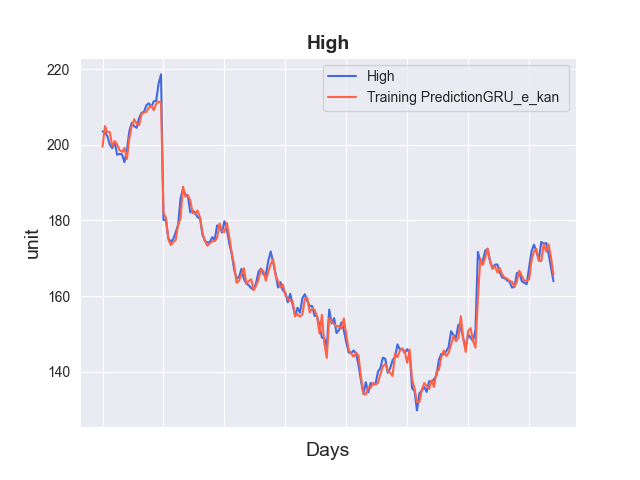 High
High
Training PredictionGRU_e_kan
220
200
180
160
140
unit
Days